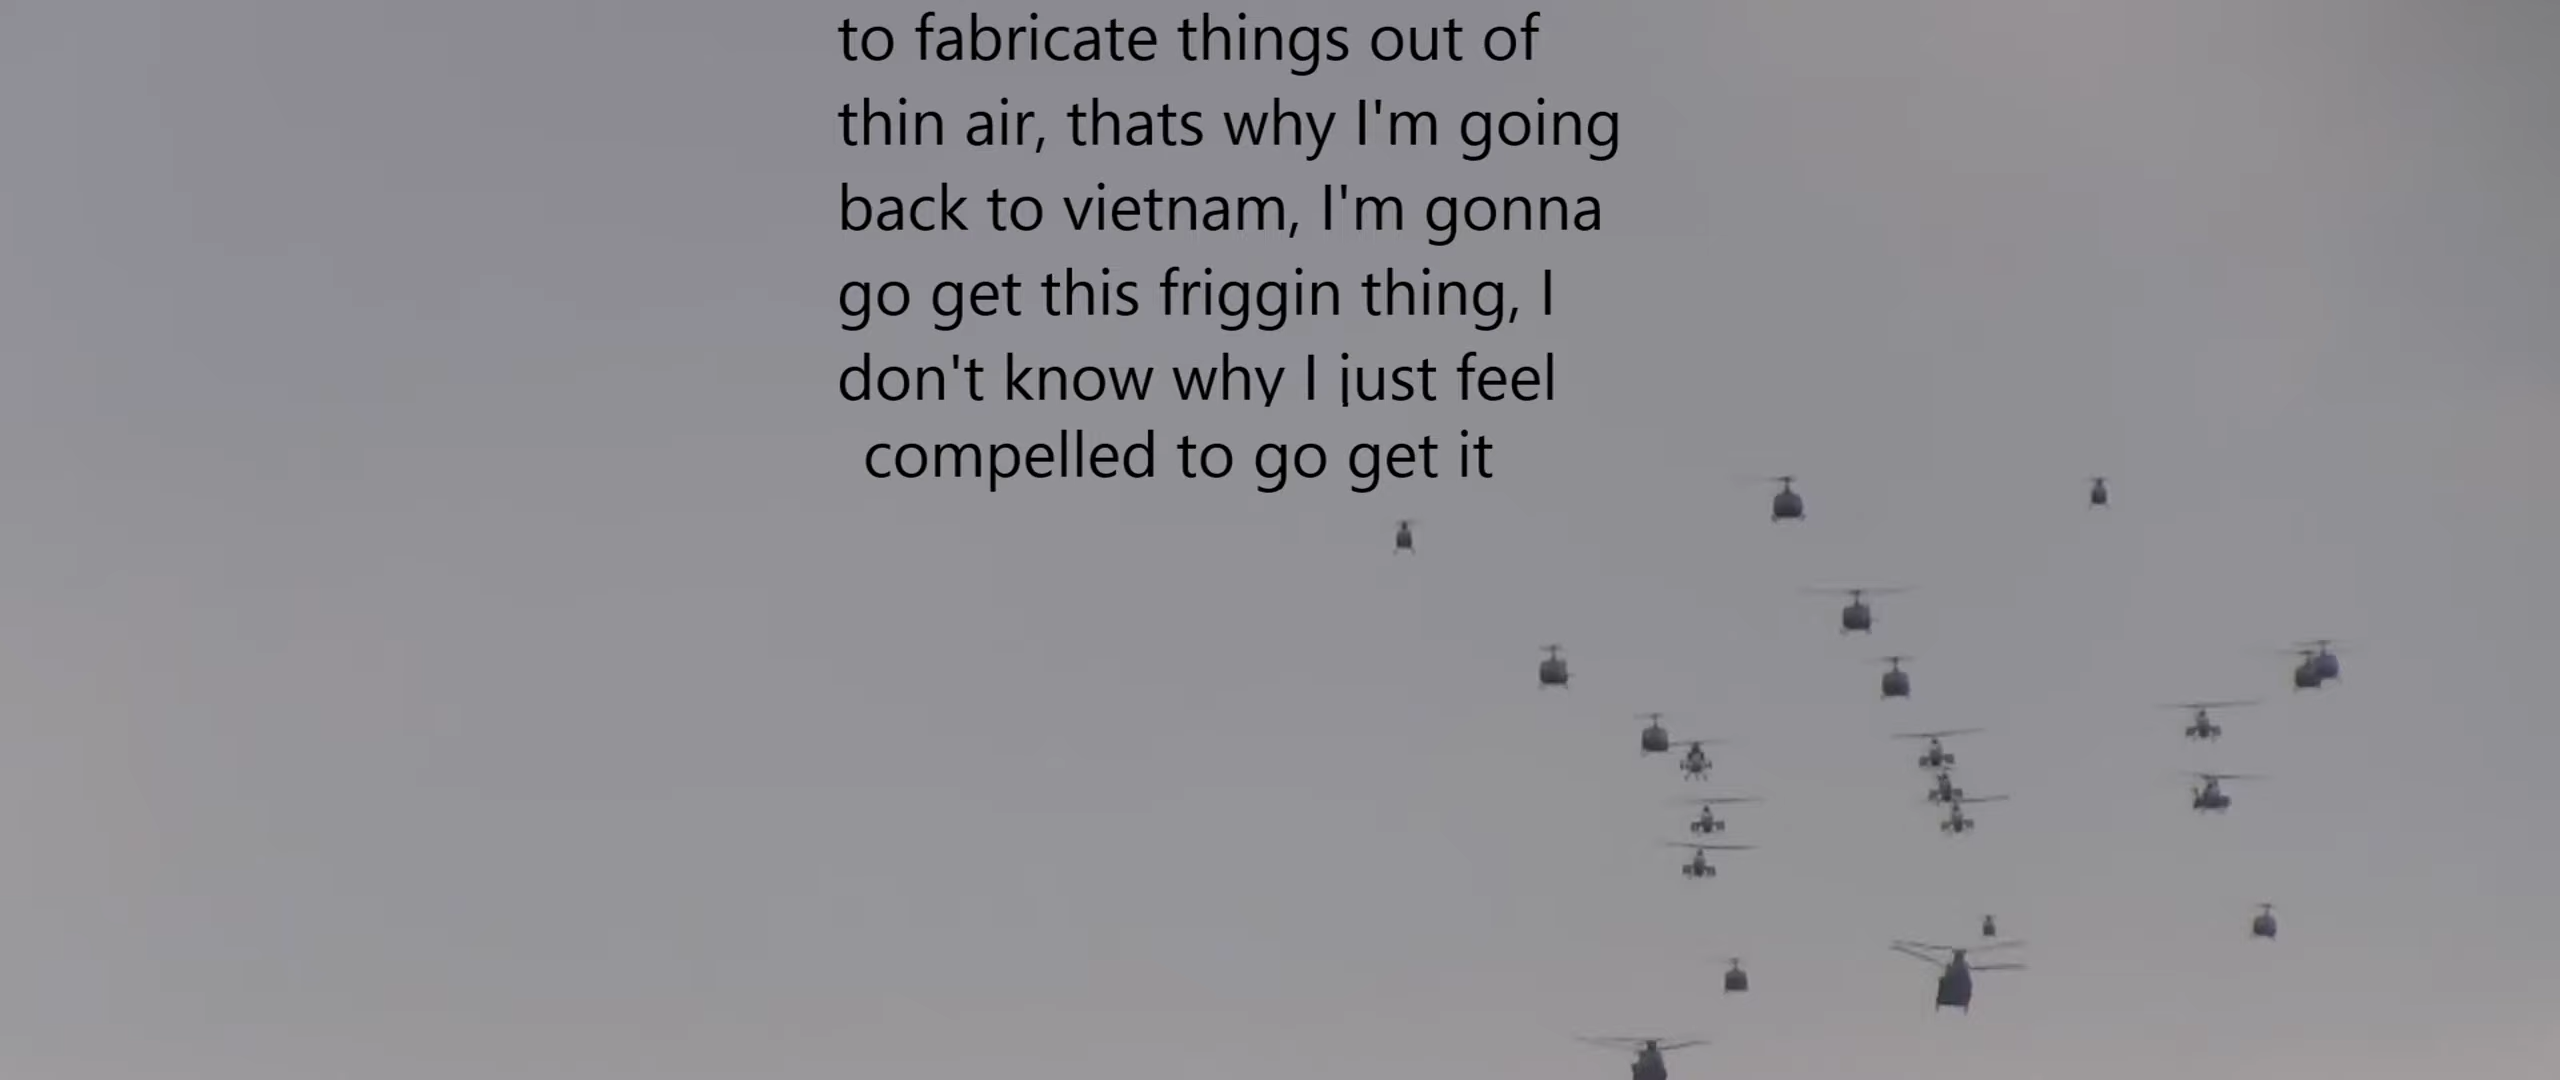 to fabricate things out of
thin air, thats why I'm going
back to vietnam, I'm gonna
go get this friggin thing, I
don't know why I just feel
compelled to go get it